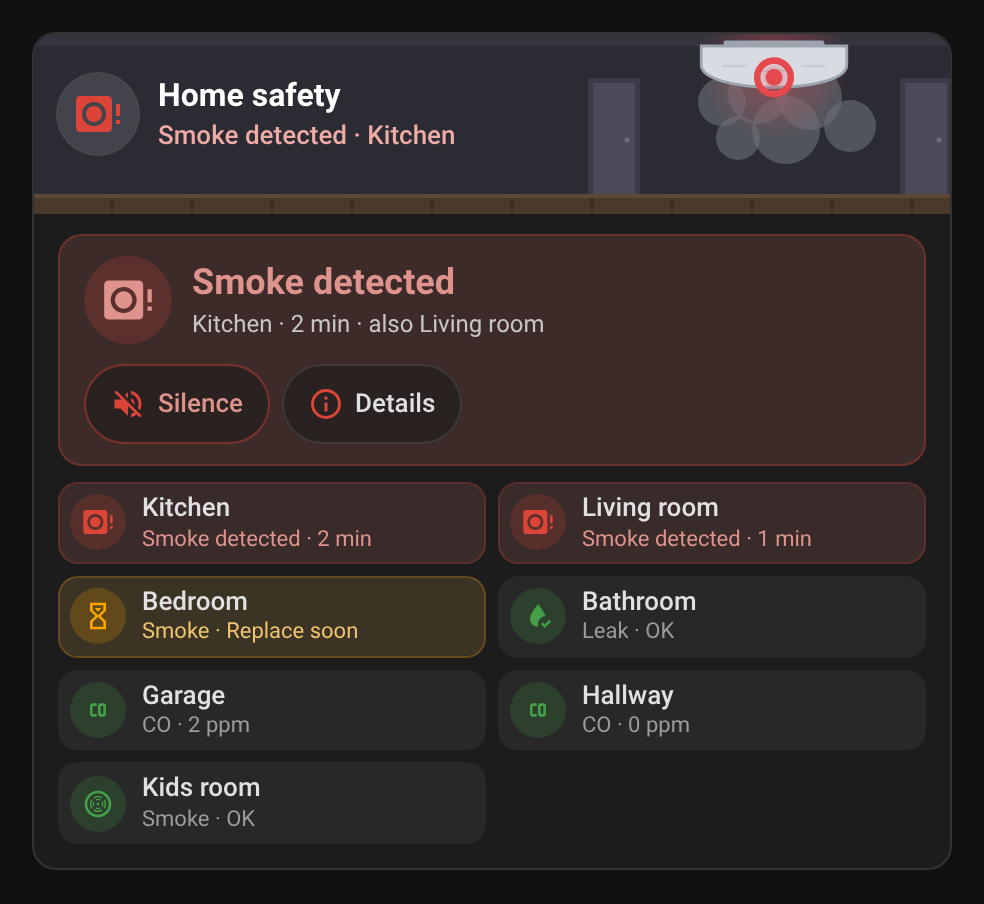 Home safety
Smoke detected · Kitchen
Smoke detected
Kitchen · 2 min · also Living room
Silence
Details
Kitchen
Smoke detected · 2 min
Living room
Smoke detected · 1 min
Bedroom
Smoke · Replace soon
Bathroom
Leak · OK
Garage
CO · 2 ppm
CO
Hallway
CO · 0 ppm
CO
Kids room
Smoke · OK